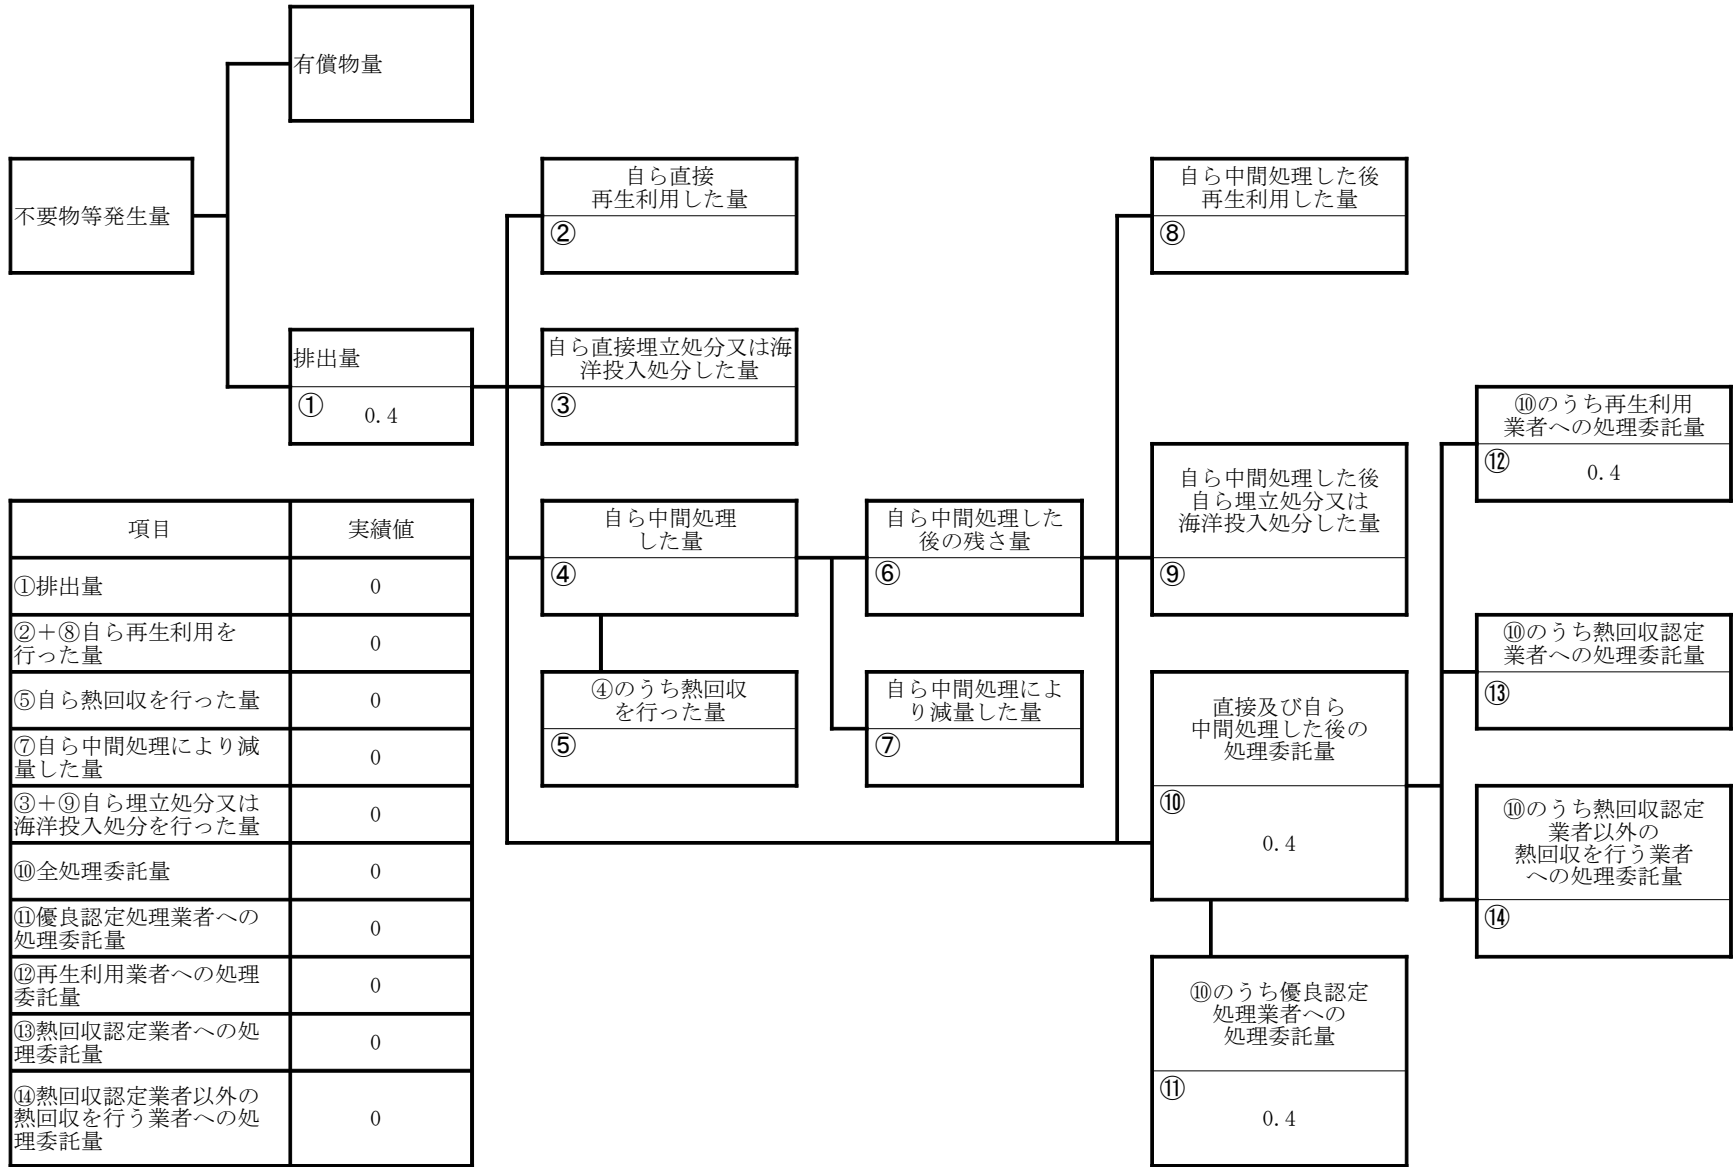 有償物量
不要物等発生量
自ら直接
再生利用した量
②
自ら中間処理した後
再生利用した量
⑧
排出量
① 0.4
自ら直接埋立処分又は海
洋投入処分した量
③
⑩のうち再生利用
業者への処理委託量
⑫ 0.4
自ら中間処理
した量
④
自ら中間処理した
後の残さ量
⑥
自ら中間処理した後
自ら埋立処分又は
海洋投入処分した量
⑨
④のうち熱回収
を行った量
⑤
自ら中間処理によ
り減量した量
⑦
直接及び自ら
中間処理した後の
処理委託量
⑩
0.4
⑩のうち熱回収認定
業者への処理委託量
⑬
⑩のうち熱回収認定
業者以外の
熱回収を行う業者
への処理委託量
⑭
⑩のうち優良認定
処理業者への
処理委託量
⑪
0.4
項目 実績値
①排出量 0
②+⑧自ら再生利用を
行った量 0
⑤自ら熱回収を行った量 0
⑦自ら中間処理により減
量した量 0
③+⑨自ら埋立処分又は
海洋投入処分を行った量 0
⑩全処理委託量 0
⑪優良認定処理業者への
処理委託量 0
⑫再生利用業者への処理
委託量 0
⑬熱回収認定業者への処
理委託量 0
⑭熱回収認定業者以外の
熱回収を行う業者への処
理委託量 0